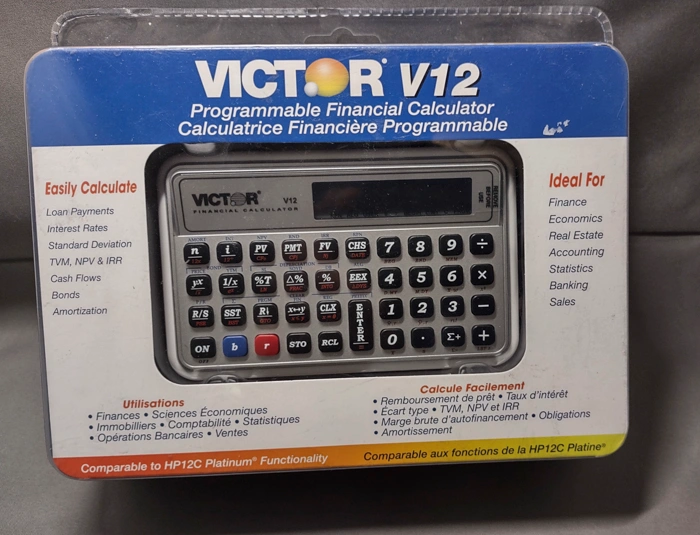 VICTOR® V12
Programmable Financial Calculator
Calculatrice Financière Programmable
Easily Calculate
Loan Payments
Interest Rates
Standard Deviation
TVM, NPV & IRR
Cash Flows
Bonds
Amortization
VICTOR® V12
FINANCIAL CALCULATOR
REMOVE BEFORE USE
n i PV PMT FV CHS 7 8 9 ÷
yx 1/x %T Δ% % EEX 4 5 6 ×
R/S SST R↓ x↔y CLX ENTER 1 2 3 −
ON b r STO RCL 0 . Σ+ +
Ideal For
Finance
Economics
Real Estate
Accounting
Statistics
Banking
Sales
Utilisations
• Finances • Sciences Économiques
• Immobilliers • Comptabilité • Statistiques
• Opérations Bancaires • Ventes
Calcule Facilement
• Remboursement de prêt • Taux d'intérêt
• Écart type • TVM, NPV et IRR
• Marge brute d'autofinancement • Obligations
• Amortissement
Comparable to HP12C Platinum® Functionality
Comparable aux fonctions de la HP12C Platine®